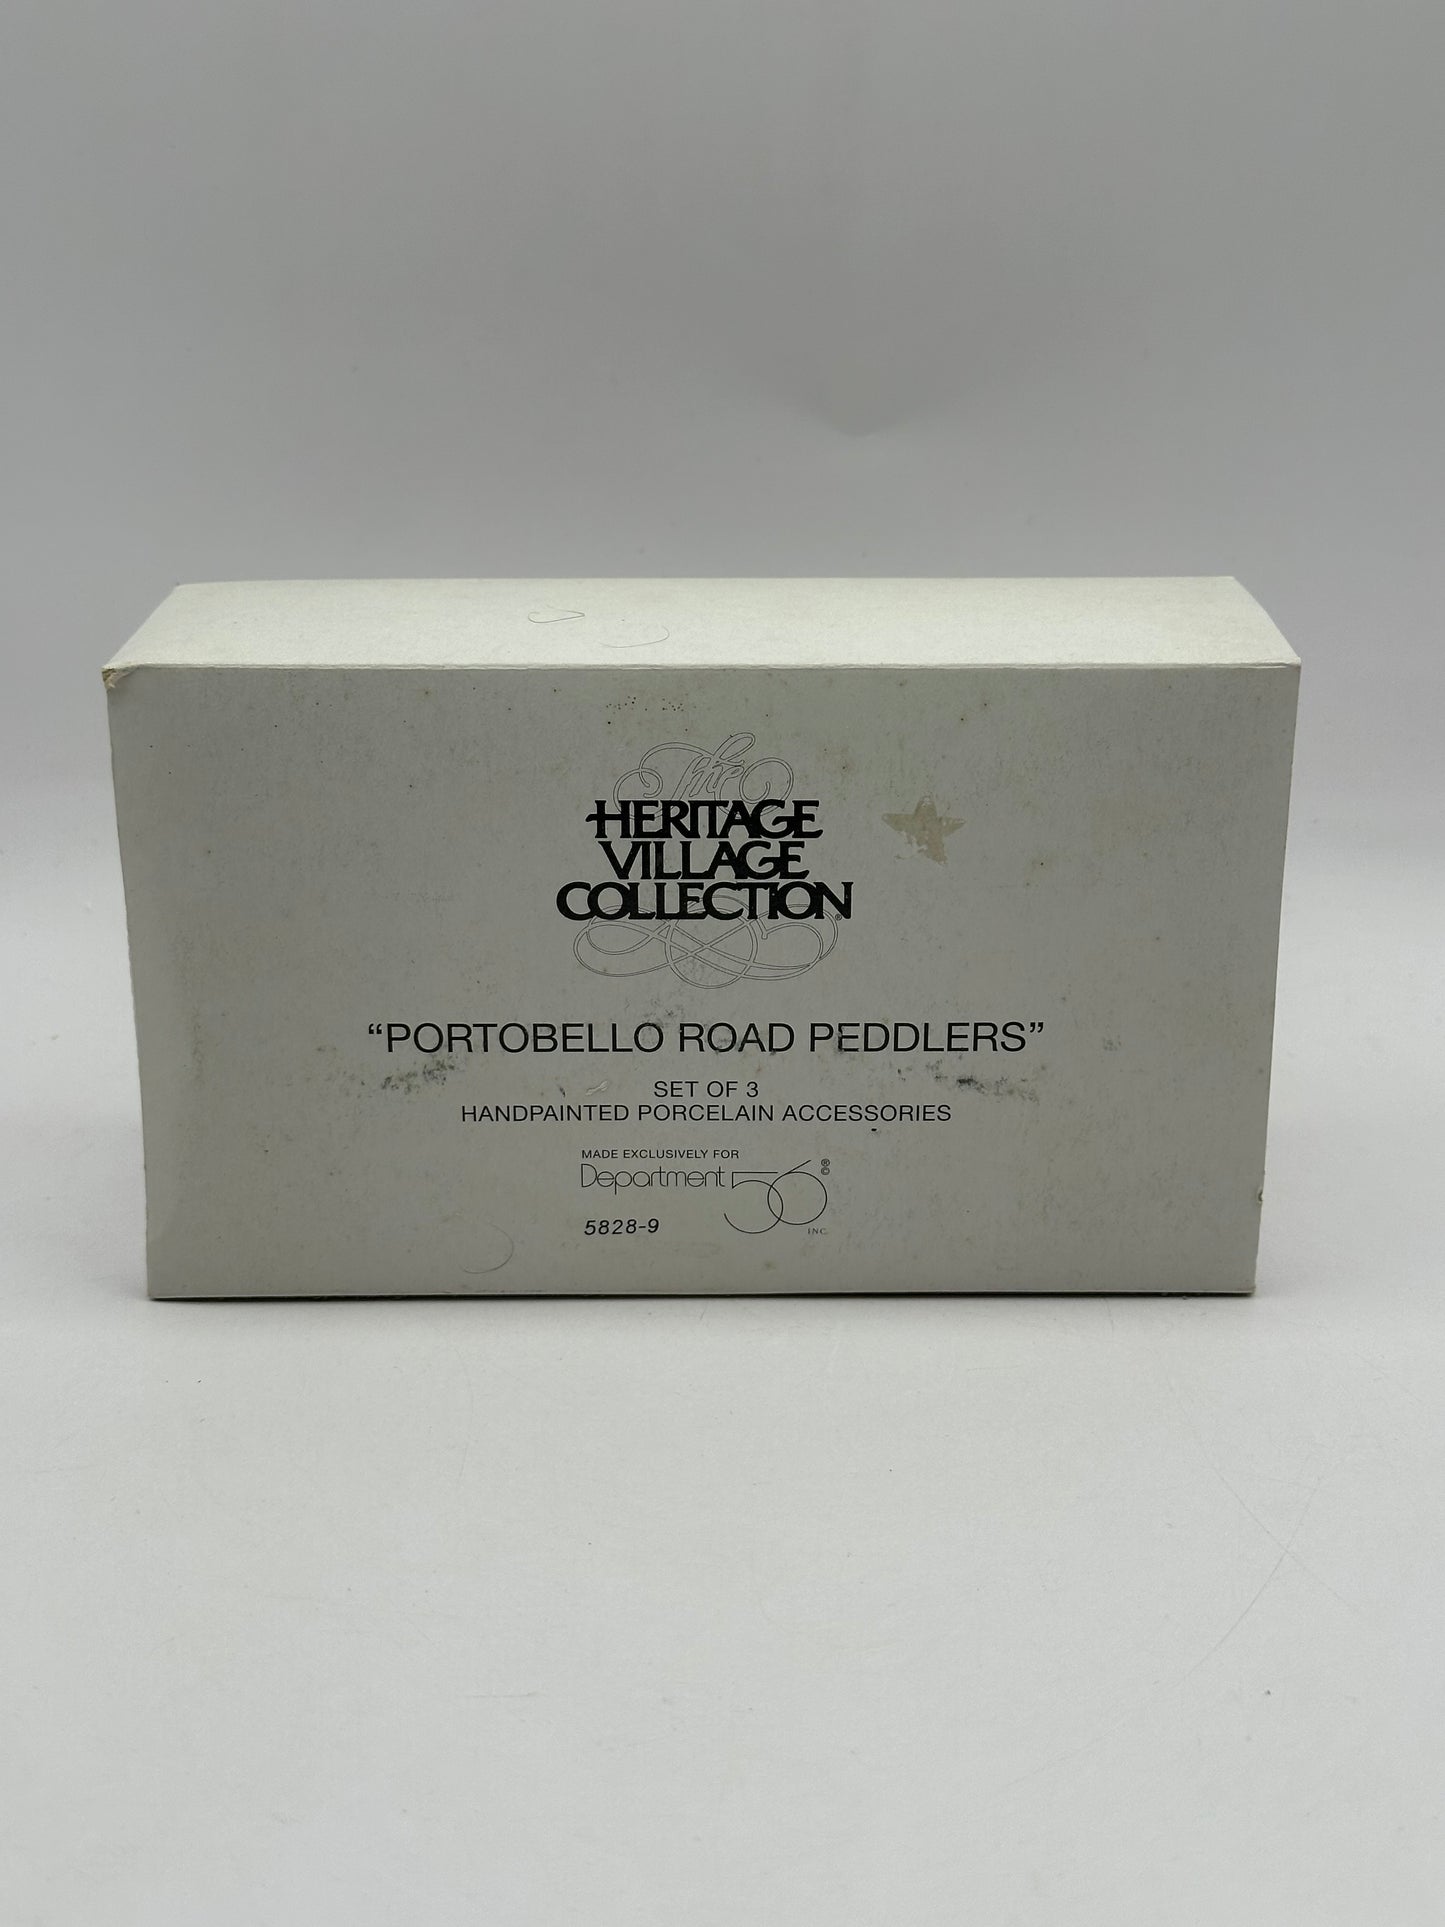 The
HERITAGE
VILLAGE
COLLECTION®
“PORTOBELLO ROAD PEDDLERS”
SET OF 3
HANDPAINTED PORCELAIN ACCESSORIES
MADE EXCLUSIVELY FOR
Department 56 ®©
5828-9 INC.